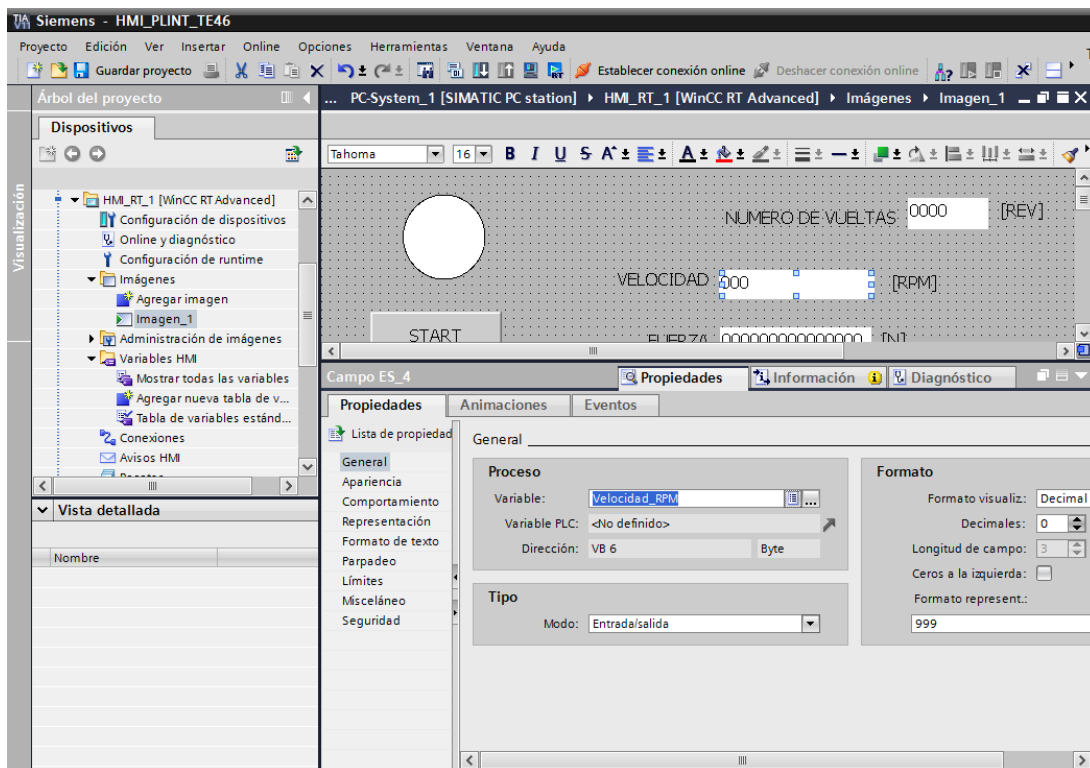 Siemens - HMI_PLINT_TE46
Proyecto Edición Ver Insertar Online Opciones Herramientas Ventana Ayuda
Guardar proyecto Establecer conexión online Deshacer conexión online
Árbol del proyecto
... PC-System_1 [SIMATIC PC station] HMI_RT_1 [WinCC RT Advanced] Imágenes Imagen_1
Dispositivos
Visualización
Tahoma 16 B I U S A A
HMI_RT_1 [WinCC RT Advanced]
Configuración de dispositivos
Online y diagnóstico
Configuración de runtime
Imágenes
Agregar imagen
Imagen_1
Administración de imágenes
Variables HMI
Mostrar todas las variables
Agregar nueva tabla de v...
Tabla de variables estánd...
Conexiones
Avisos HMI
NUMERO DE VUELTAS 0000 [REV]
VELOCIDAD 000 [RPM]
START
FUERZA 000000000000000 [N]
Campo ES_4
Propiedades Información Diagnóstico
Propiedades Animaciones Eventos
Lista de propiedad
General
Apariencia
Comportamiento
Representación
Formato de texto
Parpadeo
Límites
Misceláneo
Seguridad
General
Proceso
Variable: Velocidad_RPM ...
Variable PLC: <No definido>
Dirección: VB 6 Byte
Tipo
Modo: Entrada/salida
Formato
Formato visualiz.: Decimal
Decimales: 0
Longitud de campo: 3
Ceros a la izquierda:
Formato represent.:
999
Vista detallada
Nombre